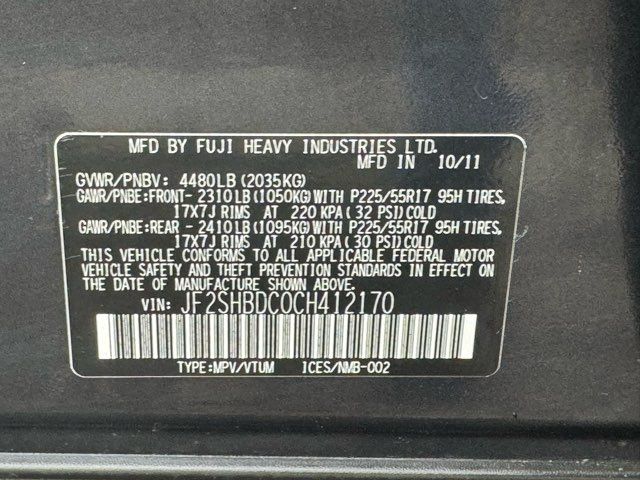 MFD BY FUJI HEAVY INDUSTRIES LTD.
MFD IN 10/11
GVWR/PNBV: 4480LB (2035KG)
GAWR/PNBE:FRONT- 2310LB(1050KG)WITH P225/55R17 95H TIRES,
17X7J RIMS AT 220 KPA( 32 PSI)COLD
GAWR/PNBE:REAR - 2410LB(1095KG)WITH P225/55R17 95H TIRES,
17X7J RIMS AT 210 KPA( 30 PSI)COLD
THIS VEHICLE CONFORMS TO ALL APPLICABLE FEDERAL MOTOR
VEHICLE SAFETY AND THEFT PREVENTION STANDARDS IN EFFECT
ON THE DATE OF MANUFACTURE SHOWN ABOVE.
VIN: JF2SHBDC0CH412170
TYPE:MPV/VTUM ICES/NMB-002